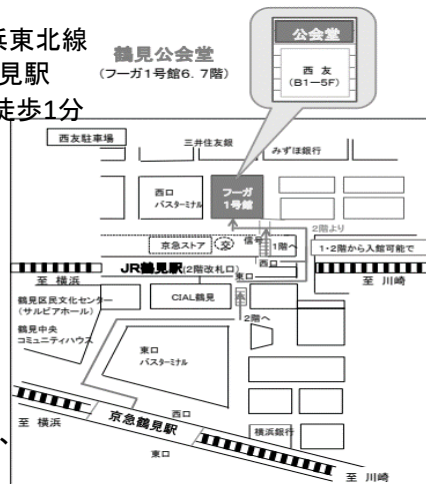 浜東北線
見駅
徒歩1分
鶴見公会堂
(フーガ1号館6．7階)
公会堂
西友
(B1-5F)
西友駐車場
三井住友銀
みずほ銀行
西口
バスターミナル
フーガ
1号館
2階より
京急ストア
信号
1階へ
1・2階から入館可能で
西口
JR鶴見駅(2階改札口)
東口
至 横浜
至 川崎
鶴見区民文化センター
(サルビアホール)
CIAL鶴見
2階へ
鶴見中央
コミュニティハウス
東口
バスターミナル
西口
京急鶴見駅
至 横浜
横浜銀行
、
東口
至 川崎